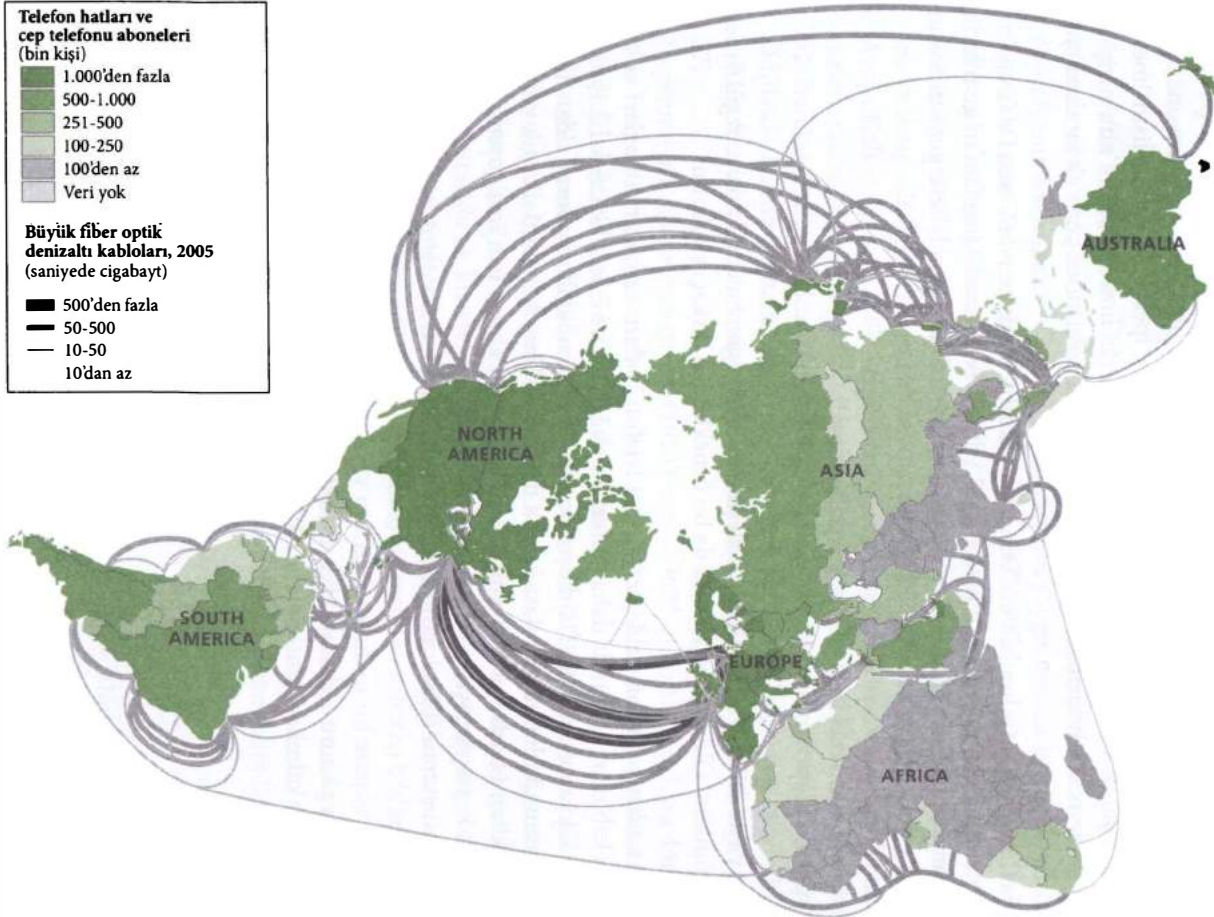 Telefon hatları ve
cep telefonu aboneleri
(bin kişi)
1.000'den fazla
500-1.000
251-500
100-250
100'den az
Veri yok
Büyük fiber optik
denizaltı kabloları, 2005
(saniyede cigabayt)
500'den fazla
50-500
10-50
10'dan az
AUSTRALIA
NORTH
AMERICA
ASIA
SOUTH
AMERICA
EUROPE
AFRICA